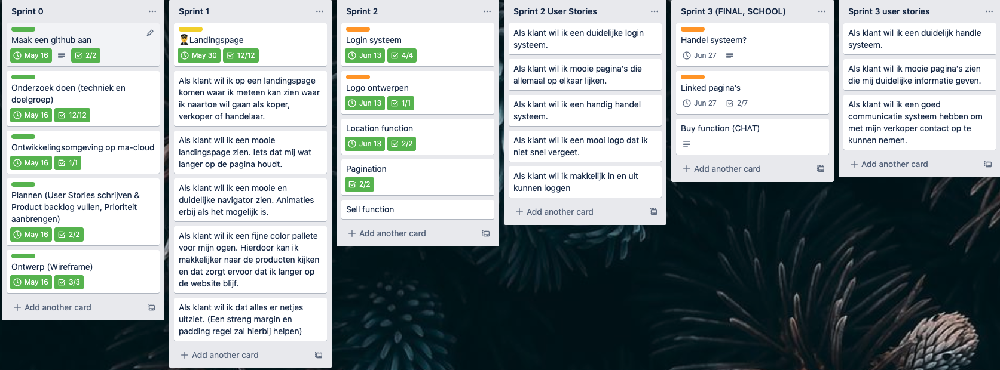 Sprint 0
Maak een github aan
May 16
2/2
Onderzoek doen (techniek en
doelgroep)
May 16
12/12
Ontwikkelingsomgeving op ma-cloud
May 16
1/1
Plannen (User Stories schrijven &
Product backlog vullen, Prioriteit
aanbrengen)
May 16
2/2
Ontwerp (Wireframe)
May 16
3/3
Add another card
Sprint 1
Landingspage
May 30
12/12
Als klant wil ik op een landingspage
komen waar ik meteen kan zien waar
ik naartoe wil gaan als koper,
verkoper of handelaar.
Als klant wil ik een mooie
landingspage zien. Iets dat mij wat
langer op de pagina houdt.
Als klant wil ik een mooie en
duidelijke navigator zien. Animaties
erbij als het mogelijk is.
Als klant wil ik een fijne color pallete
voor mijn ogen. Hierdoor kan ik
makkelijker naar de producten kijken
en dat zorgt ervoor dat ik langer op
de website blijf.
Als klant wil ik dat alles er netjes
uitziet. (Een streng margin en
padding regel zal hierbij helpen)
Add another card
Sprint 2
Login systeem
Jun 13
4/4
Logo ontwerpen
Jun 13
1/1
Location function
Jun 13
2/2
Pagination
2/2
Sell function
Add another card
Sprint 2 User Stories
Als klant wil ik een duidelijke login
systeem.
Als klant wil ik mooie pagina's die
allemaal op elkaar lijken.
Als klant wil ik een handig handel
systeem.
Als klant wil ik een mooi logo dat ik
niet snel vergeet.
Als klant wil ik makkelijk in en uit
kunnen loggen
Add another card
Sprint 3 (FINAL, SCHOOL)
Handel systeem?
Jun 27
Linked pagina's
Jun 27
2/7
Buy function (CHAT)
Add another card
Sprint 3 user stories
Als klant wil ik een duidelijk handle
systeem.
Als klant wil ik mooie pagina's zien
die mij duidelijke informatie geven.
Als klant wil ik een goed
communicatie systeem hebben om
met mijn verkoper contact op te
kunnen nemen.
Add another card